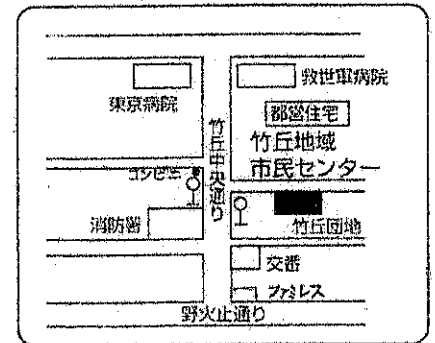 東京病院
救世軍病院
都営住宅
竹丘地域
市民センター
竹丘中央通り
コンビニ
消防署
竹丘団地
交番
ファミレス
野火止通り